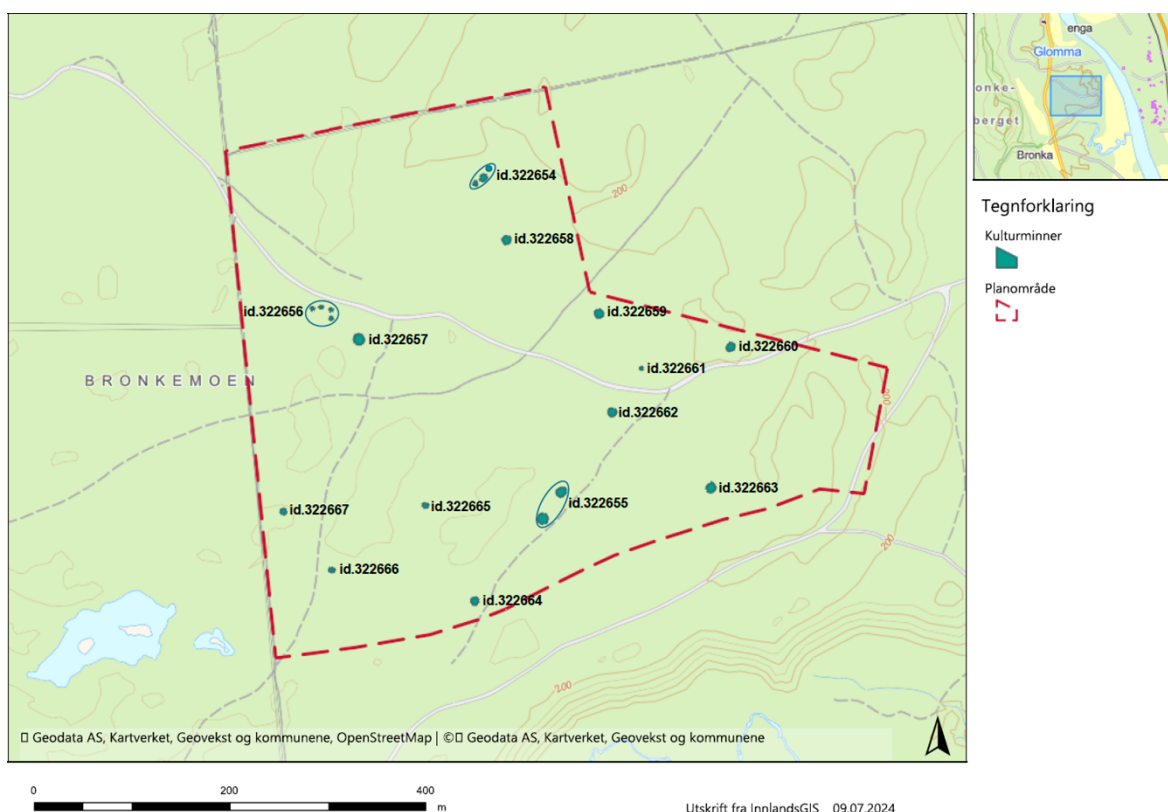 enga
Glomma
onke-
berget
Bronka
id.322654
200
id.322658
id.322656
id.322659
id.322657
id.322660
id.322661
BRONKEMOEN
200
id.322662
id.322663
id.322665
id.322655
id.322667
200
id.322666
id.322664
200
Tegnforklaring
Kulturminner
Planområde
▯ Geodata AS, Kartverket, Geovekst og kommunene, OpenStreetMap | ©▯ Geodata AS, Kartverket, Geovekst og kommunene
0 200 400
m
Utskrift fra InnlandsGIS 09.07.2024